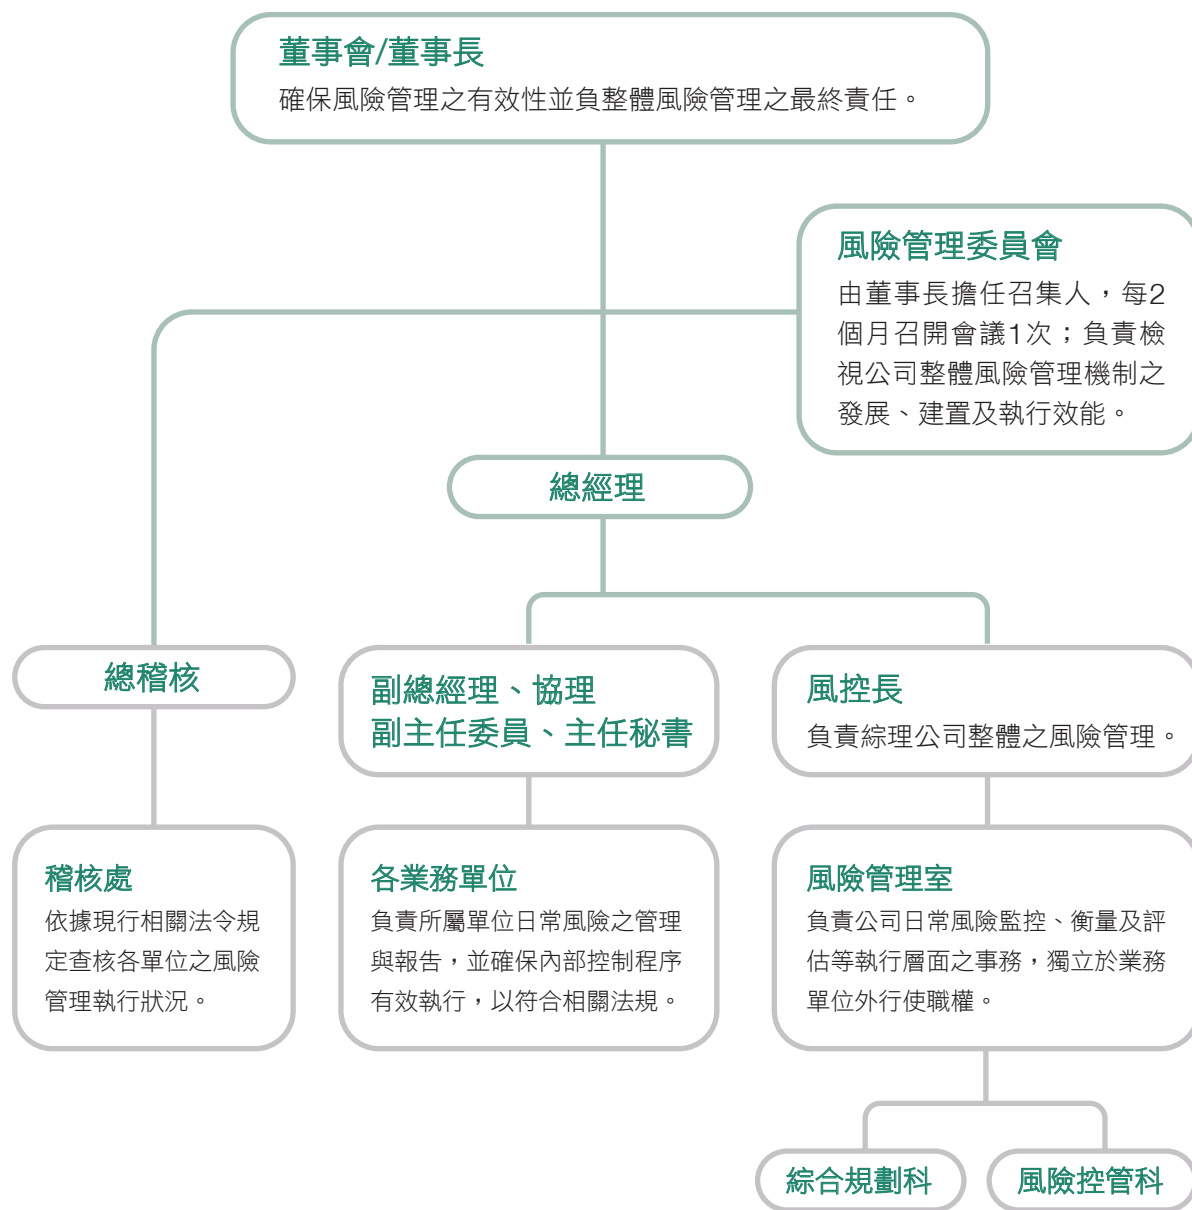 董事會/董事長
確保風險管理之有效性並負整體風險管理之最終責任。
風險管理委員會
由董事長擔任召集人，每2
個月召開會議1次；負責檢
視公司整體風險管理機制之
發展、建置及執行效能。
總經理
總稽核
副總經理、協理
副主任委員、主任秘書
風控長
負責綜理公司整體之風險管理。
稽核處
依據現行相關法令規
定查核各單位之風險
管理執行狀況。
各業務單位
負責所屬單位日常風險之管理
與報告，並確保內部控制程序
有效執行，以符合相關法規。
風險管理室
負責公司日常風險監控、衡量及評
估等執行層面之事務，獨立於業務
單位外行使職權。
綜合規劃科
風險控管科